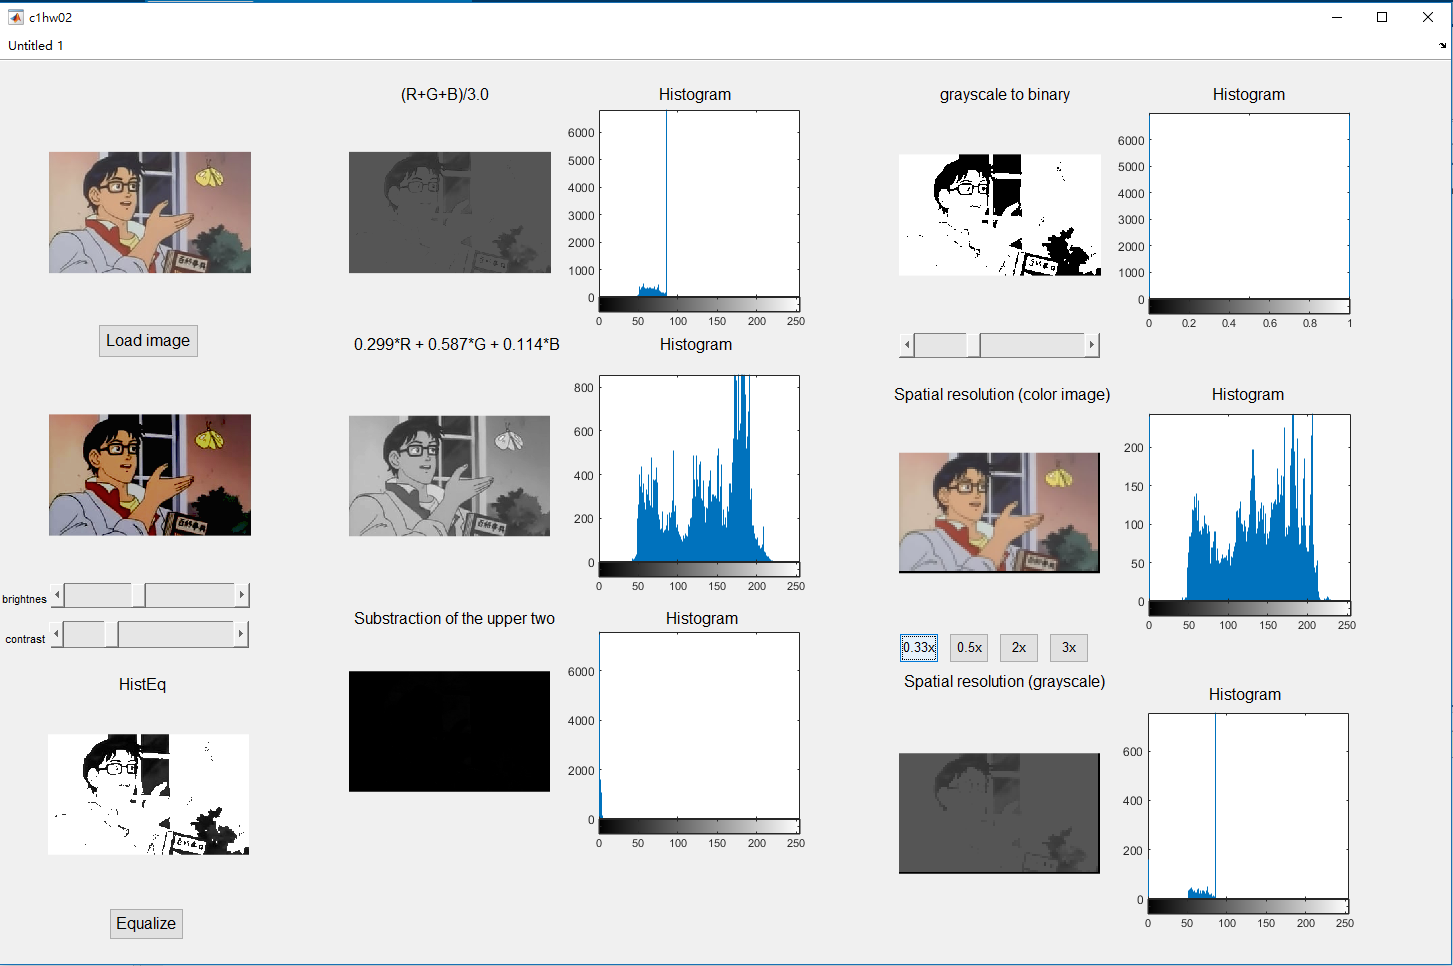 c1hw02
Untitled 1
(R+G+B)/3.0
Histogram
6000
5000
4000
3000
2000
1000
0
0 50 100 150 200 250
Load image
0.299*R + 0.587*G + 0.114*B
Histogram
800
600
400
200
0
0 50 100 150 200 250
brightnes
contrast
Substraction of the upper two
Histogram
6000
4000
2000
0
0 50 100 150 200 250
HistEq
Equalize
grayscale to binary
Histogram
6000
5000
4000
3000
2000
1000
0
0 0.2 0.4 0.6 0.8 1
Spatial resolution (color image)
Histogram
200
150
100
50
0
0 50 100 150 200 250
0.33x 0.5x 2x 3x
Spatial resolution (grayscale)
Histogram
600
400
200
0
0 50 100 150 200 250